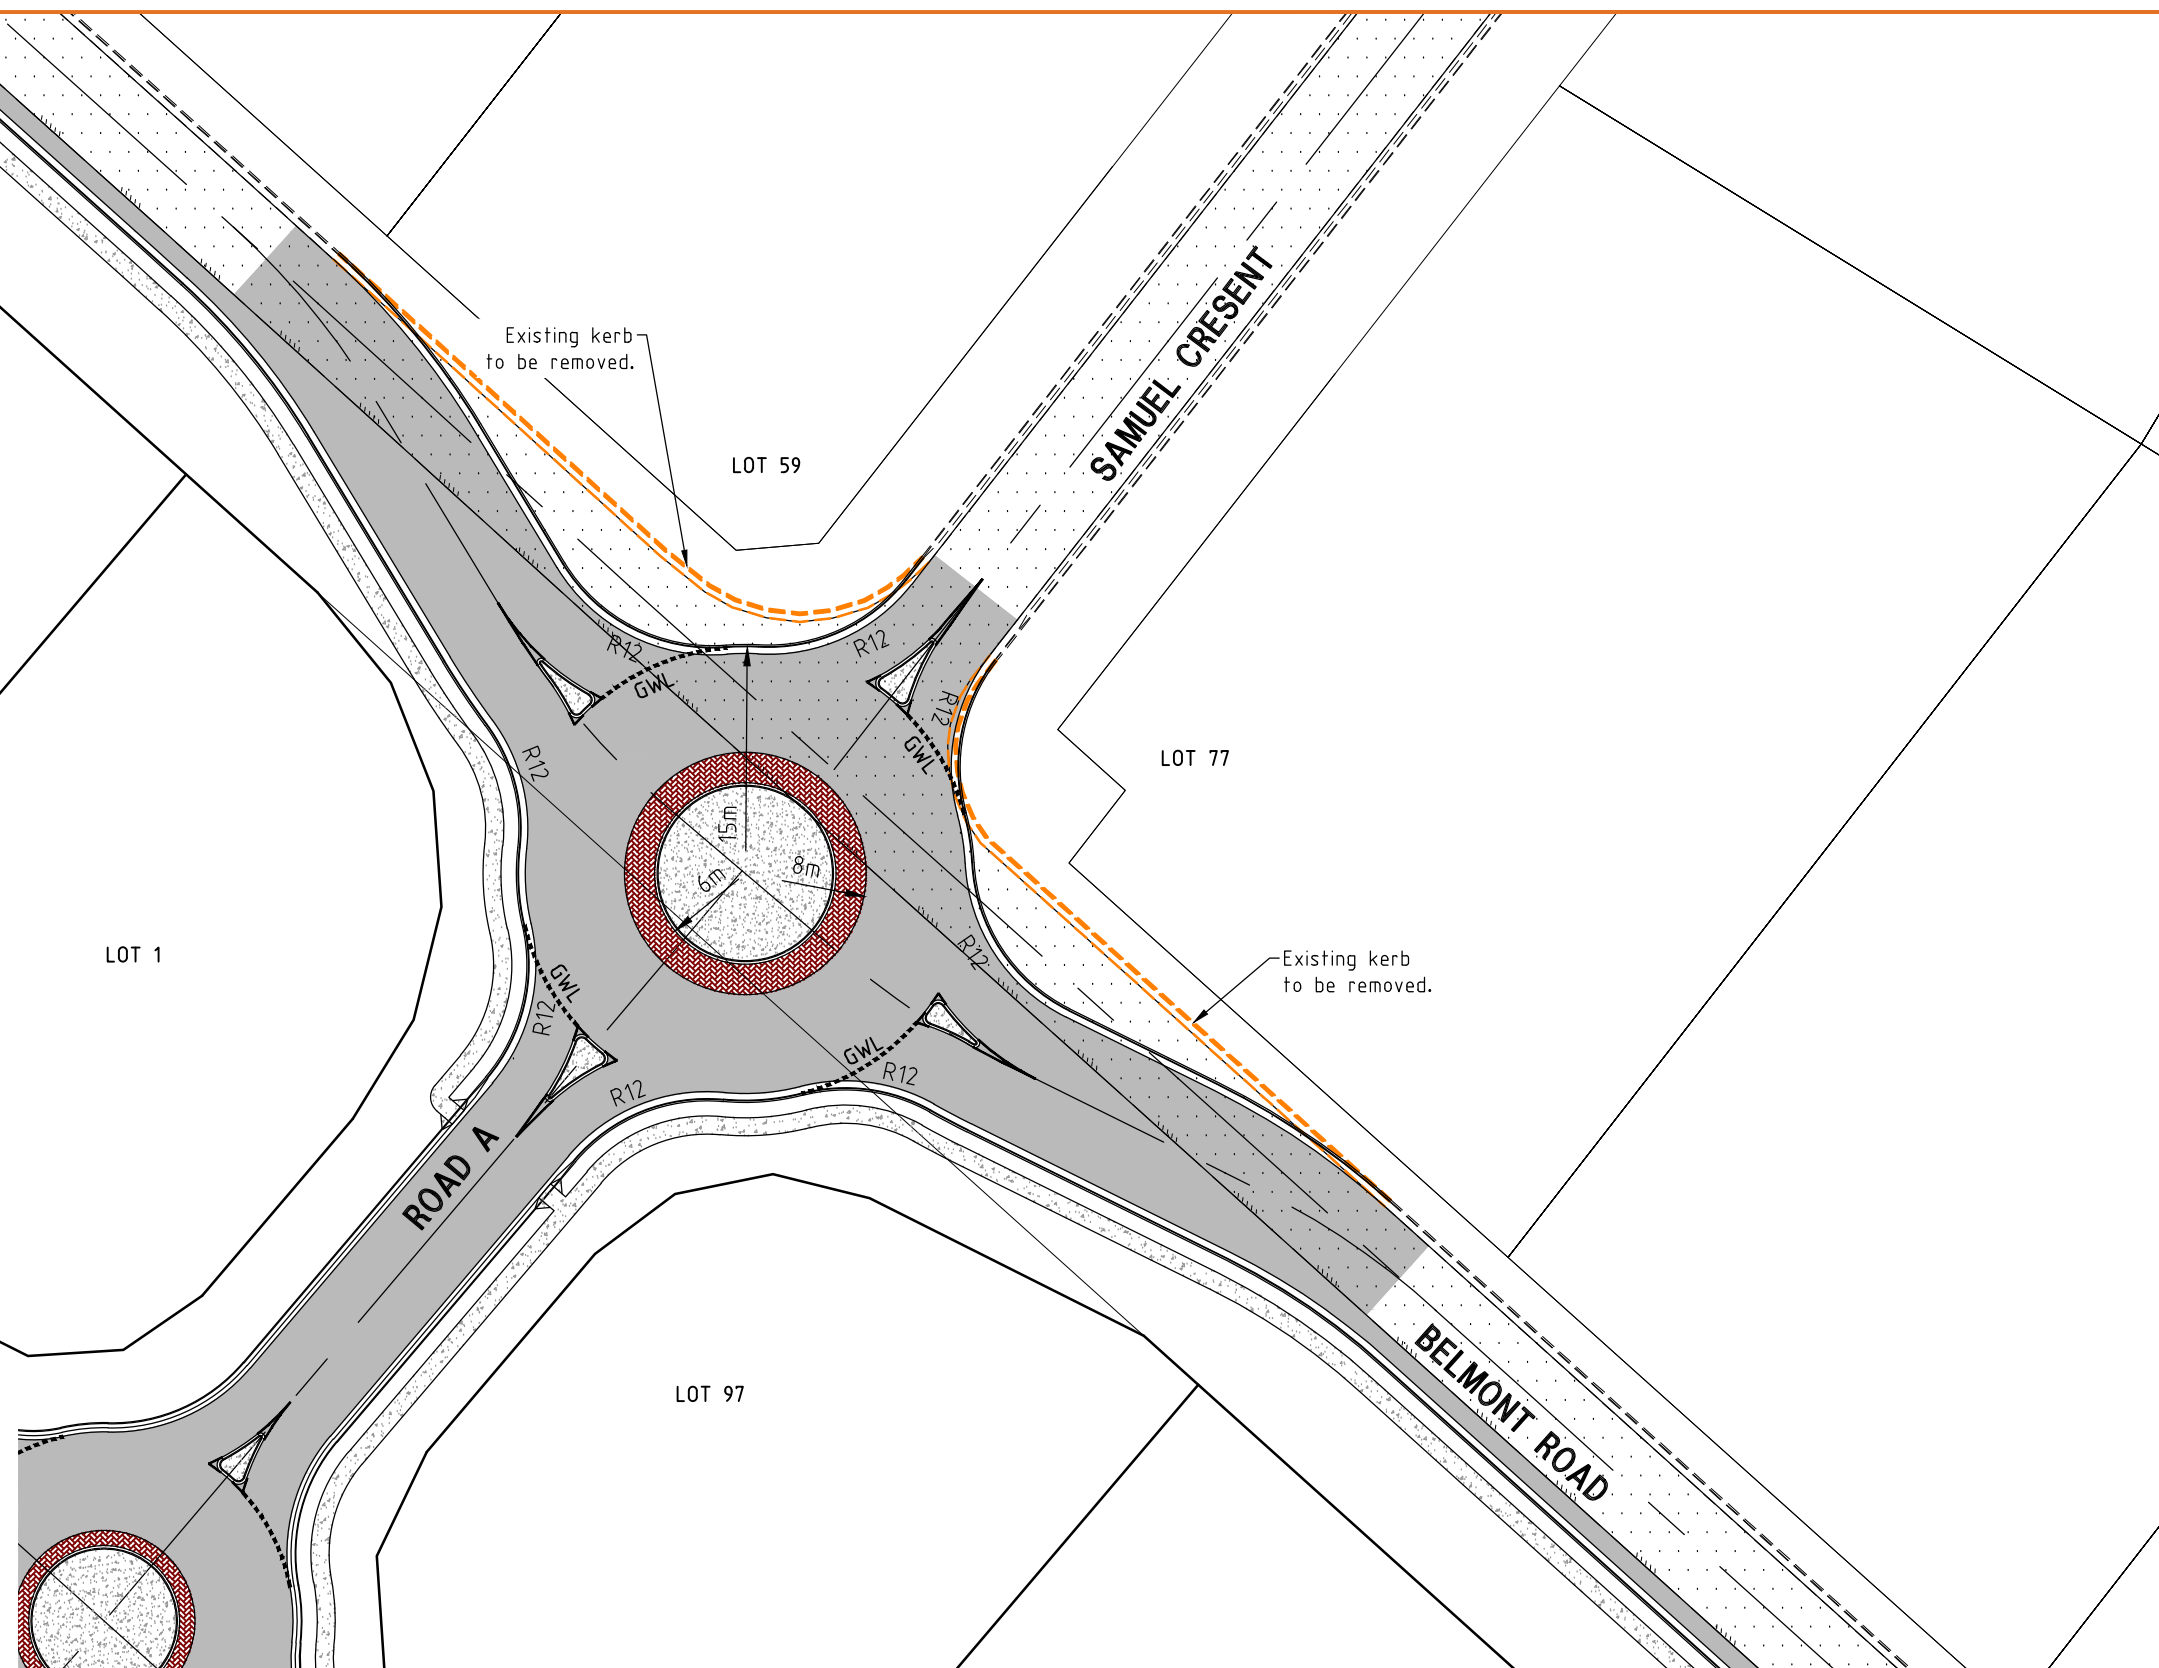 SAMUEL CRESENT
Existing kerb
to be removed.
LOT 59
R12
R12
GWL
R12
GWL
R12
LOT 77
15m
8m
6m
LOT 1
R12
Existing kerb
to be removed.
GWL
R12
GWL
R12
R12
ROAD A
BELMONT ROAD
LOT 97